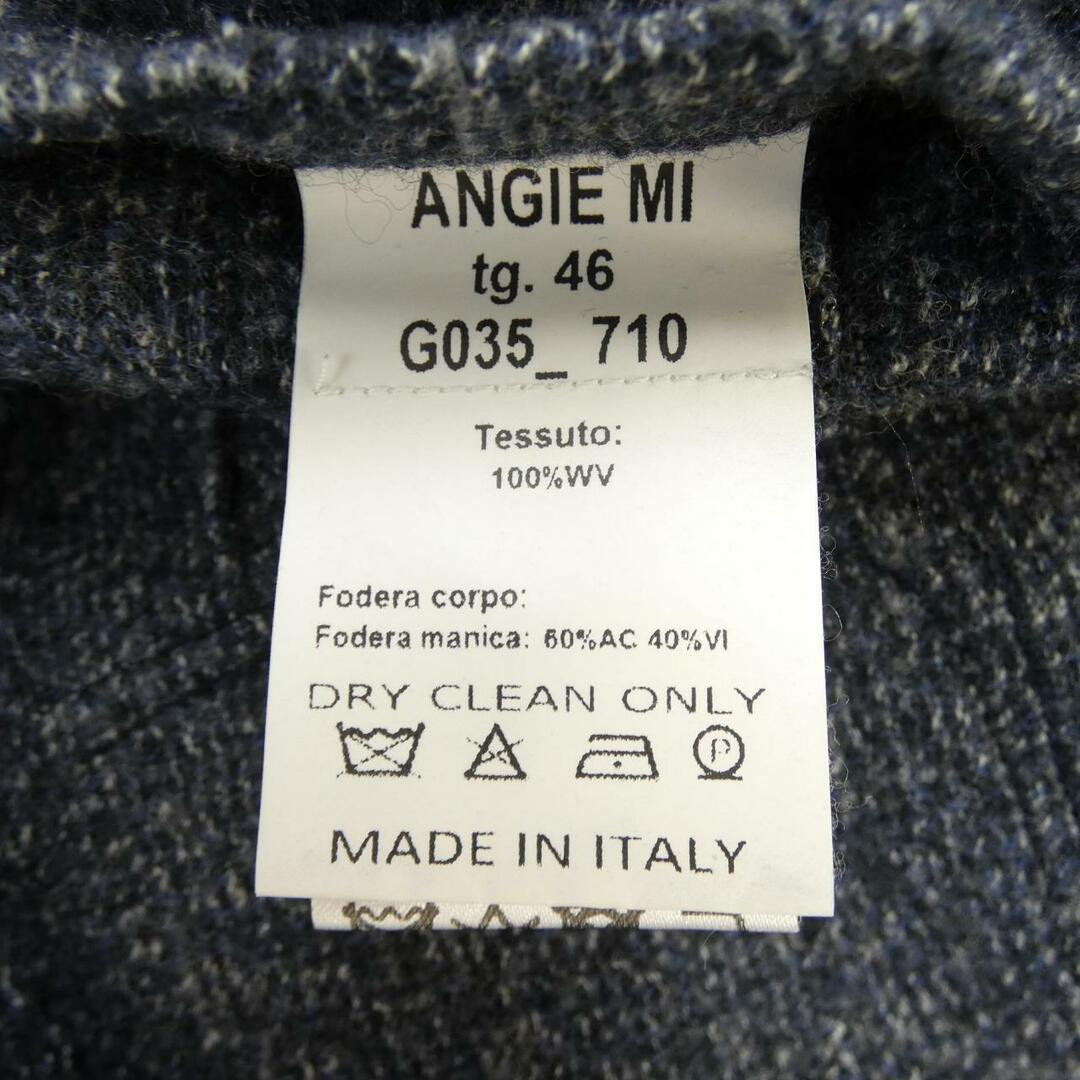 ANGIE MI
tg. 46
G035_ 710
Tessuto:
100%WV
Fodera corpo:
Fodera manica: 60%AC 40%VI
DRY CLEAN ONLY
P
MADE IN ITALY